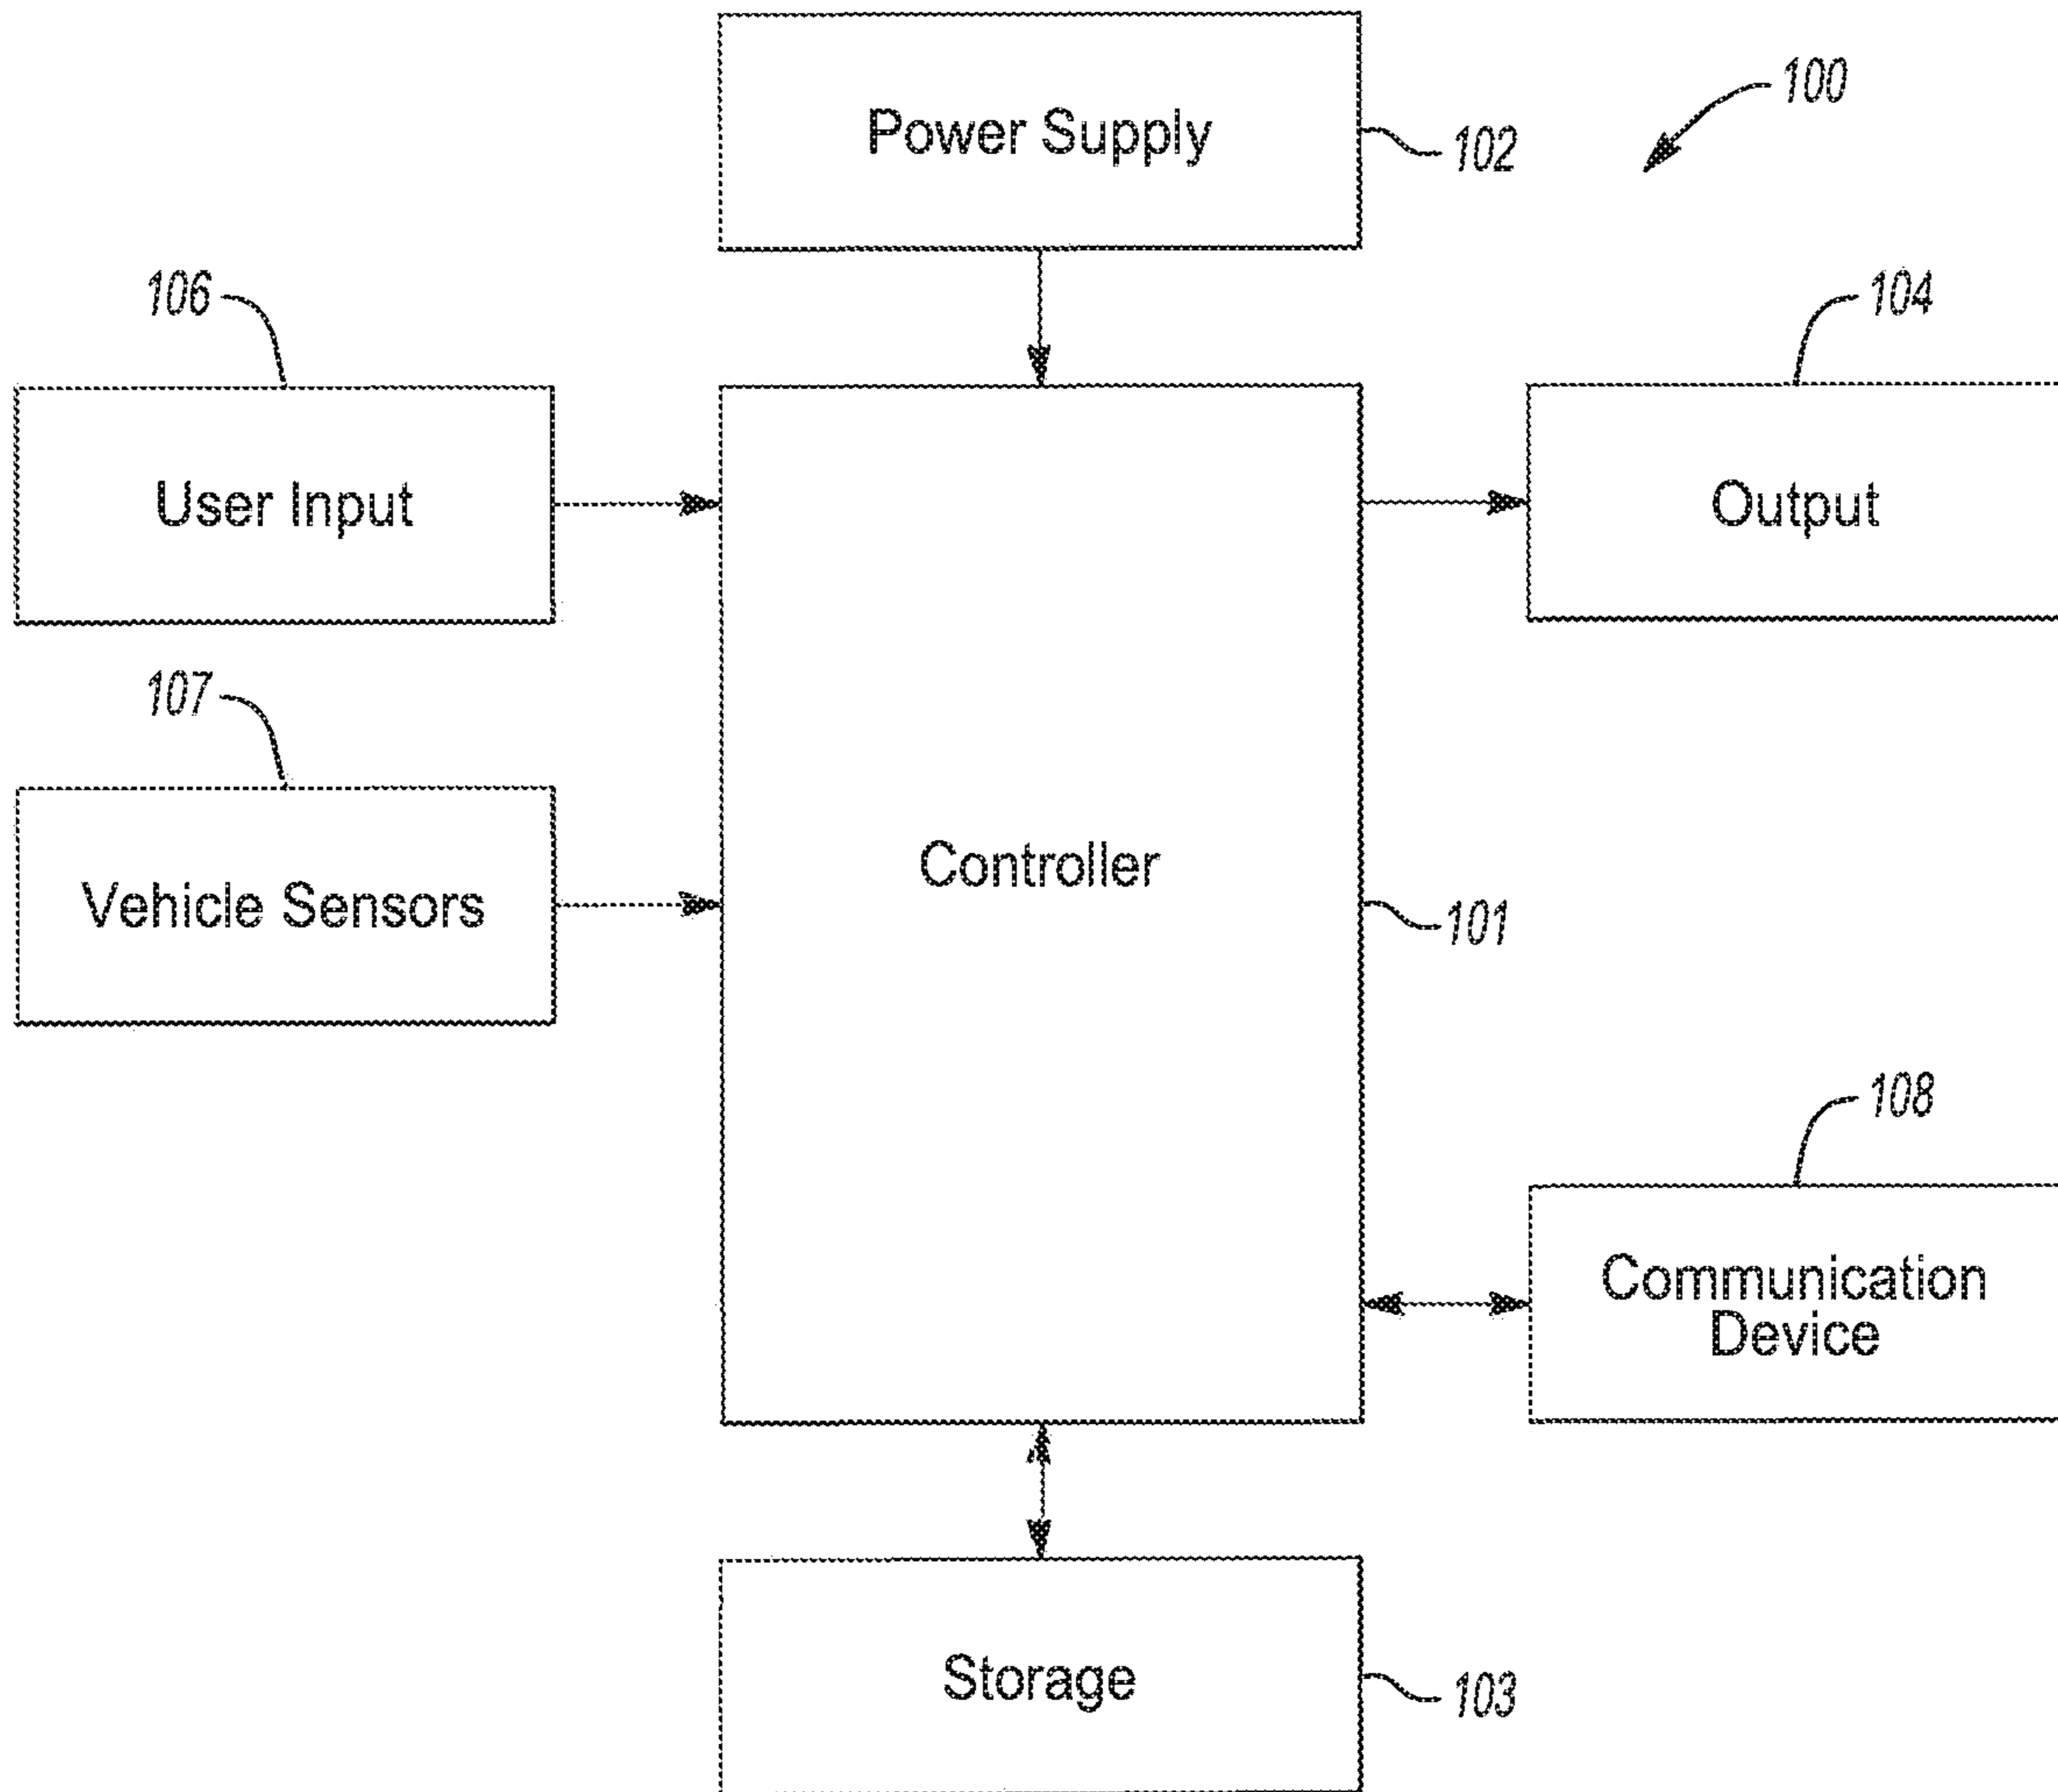 Power Supply
100
102
106
104
User Input
Output
107
Controller
Vehicle Sensors
101
108
Communication
Device
Storage
103